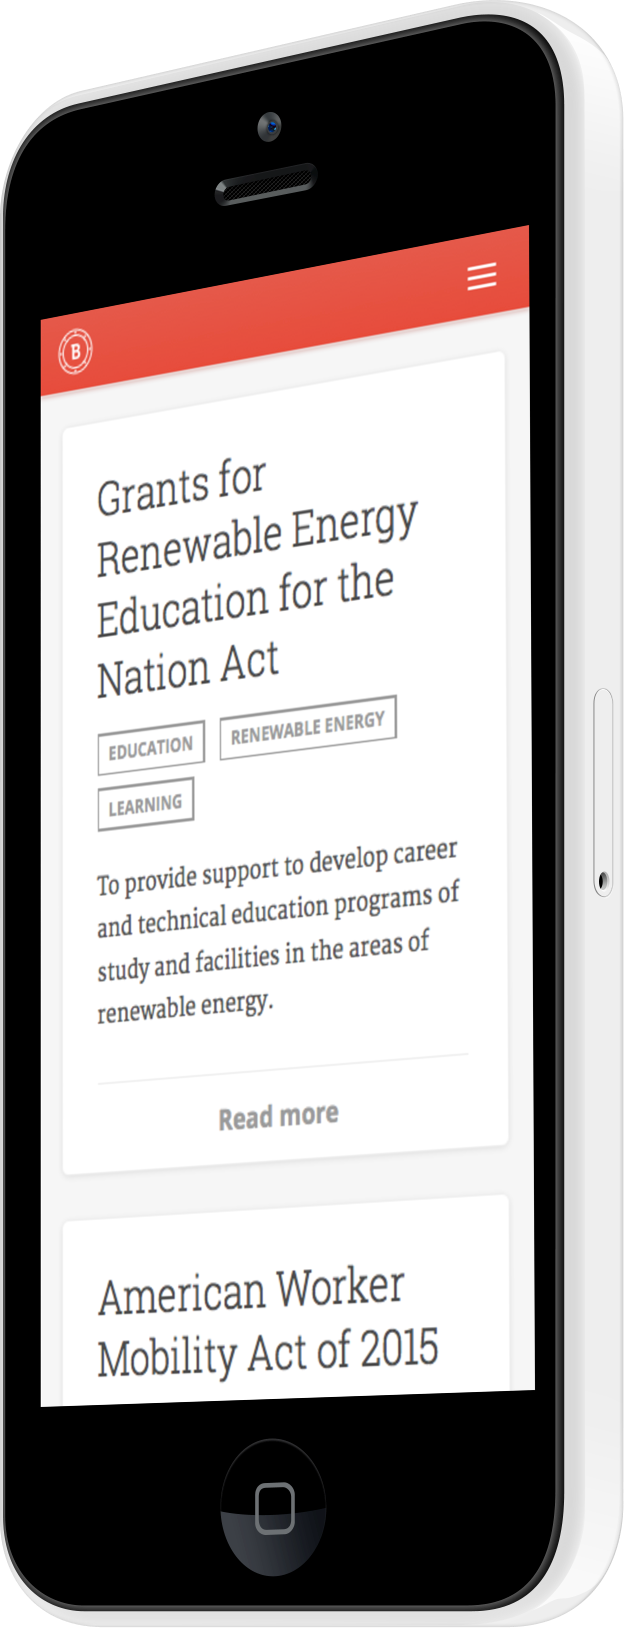 B
Grants for
Renewable Energy
Education for the
Nation Act
EDUCATION
RENEWABLE ENERGY
LEARNING
To provide support to develop career
and technical education programs of
study and facilities in the areas of
renewable energy.
Read more
American Worker
Mobility Act of 2015